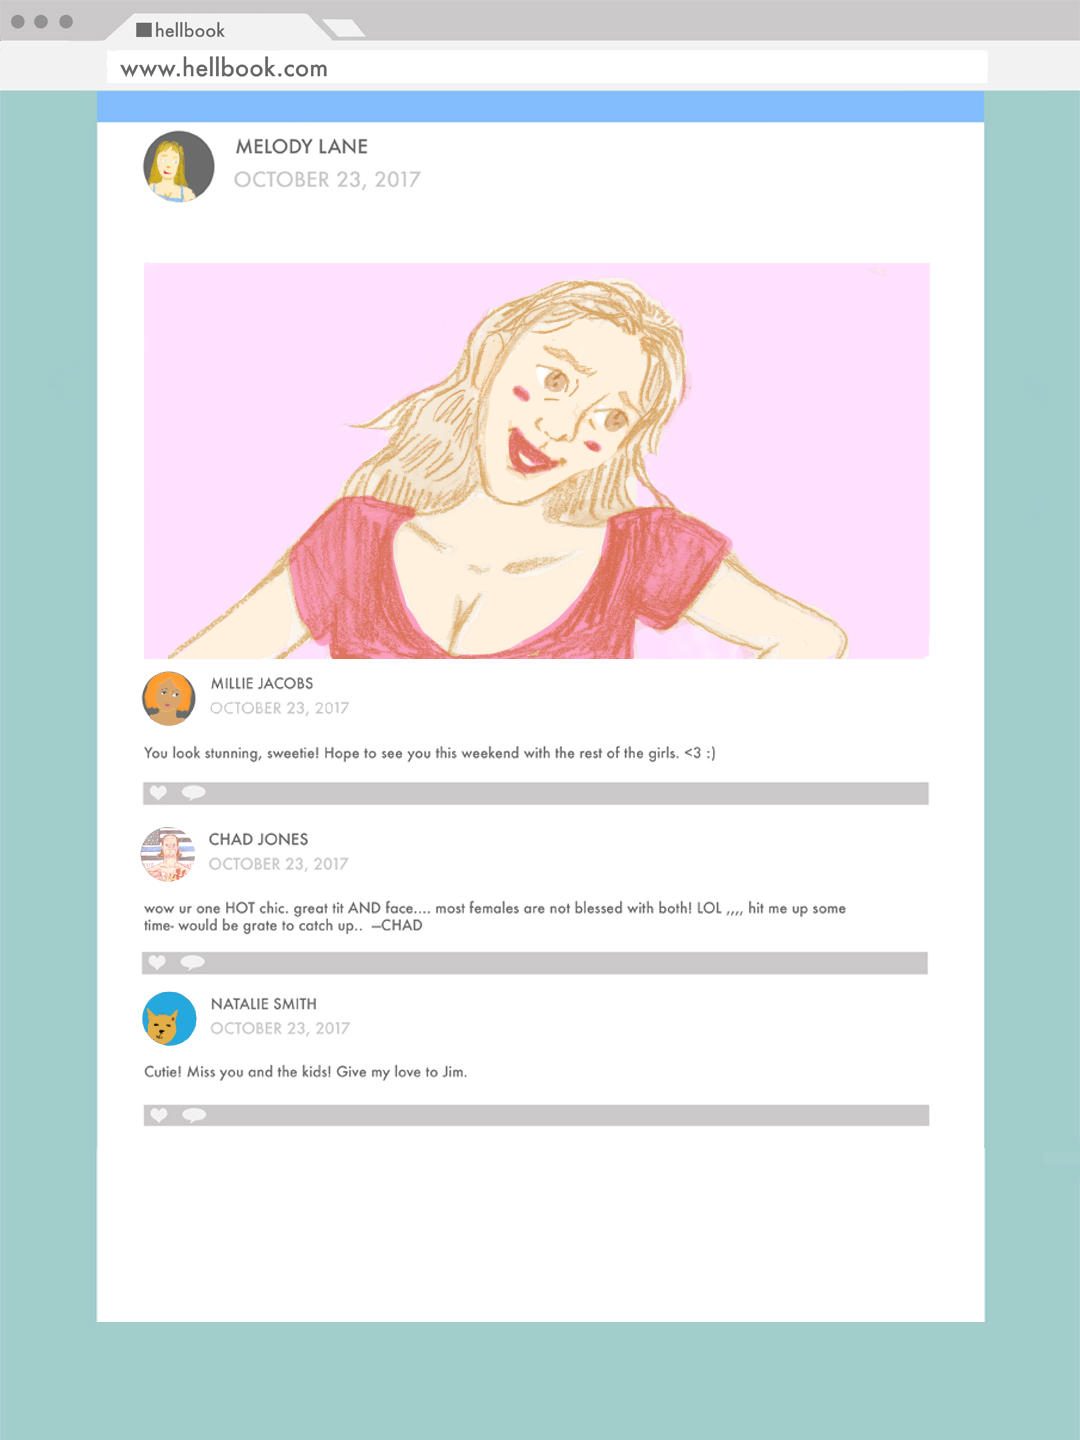 hellbook
www.hellbook.com
MELODY LANE
OCTOBER 23, 2017
MILLIE JACOBS
OCTOBER 23, 2017
You look stunning, sweetie! Hope to see you this weekend with the rest of the girls. <3 :)
CHAD JONES
OCTOBER 23, 2017
wow ur one HOT chic. great tit AND face.... most females are not blessed with both! LOL ,,,, hit me up some
time- would be grate to catch up..  —CHAD
NATALIE SMITH
OCTOBER 23, 2017
Cutie! Miss you and the kids! Give my love to Jim.